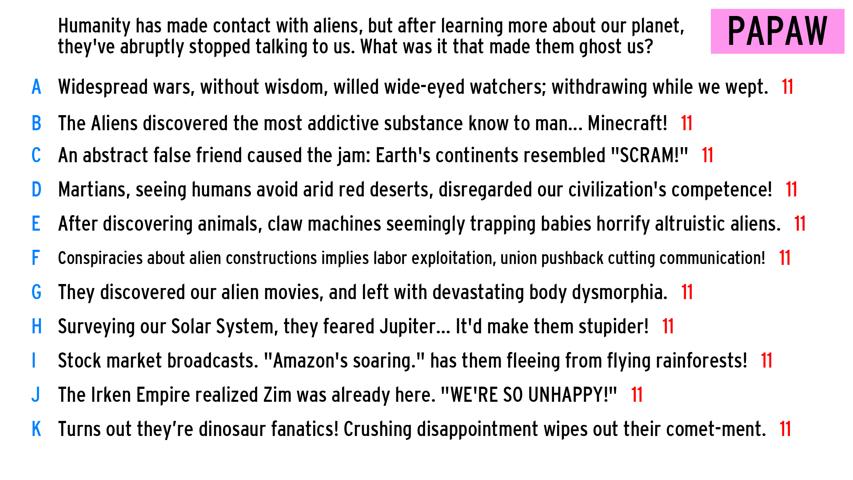 Humanity has made contact with aliens, but after learning more about our planet,
they've abruptly stopped talking to us. What was it that made them ghost us?
PAPAW
A Widespread wars, without wisdom, willed wide-eyed watchers; withdrawing while we wept. 11
B The Aliens discovered the most addictive substance know to man... Minecraft! 11
C An abstract false friend caused the jam: Earth's continents resembled "SCRAM!" 11
D Martians, seeing humans avoid arid red deserts, disregarded our civilization's competence! 11
E After discovering animals, claw machines seemingly trapping babies horrify altruistic aliens. 11
F Conspiracies about alien constructions implies labor exploitation, union pushback cutting communication! 11
G They discovered our alien movies, and left with devastating body dysmorphia. 11
H Surveying our Solar System, they feared Jupiter... It'd make them stupider! 11
I Stock market broadcasts. "Amazon's soaring." has them fleeing from flying rainforests! 11
J The Irken Empire realized Zim was already here. "WE'RE SO UNHAPPY!" 11
K Turns out they’re dinosaur fanatics! Crushing disappointment wipes out their comet-ment. 11